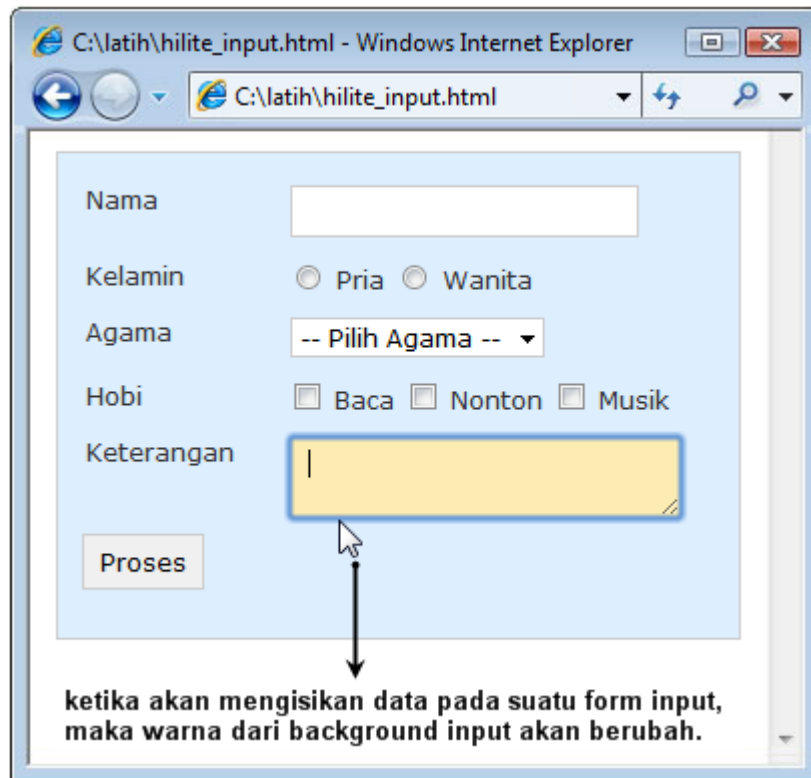 C:\latih\hilite_input.html - Windows Internet Explorer
C:\latih\hilite_input.html
Nama
Kelamin Pria Wanita
Agama -- Pilih Agama --
Hobi Baca Nonton Musik
Keterangan
Proses
ketika akan mengisikan data pada suatu form input,
maka warna dari background input akan berubah.